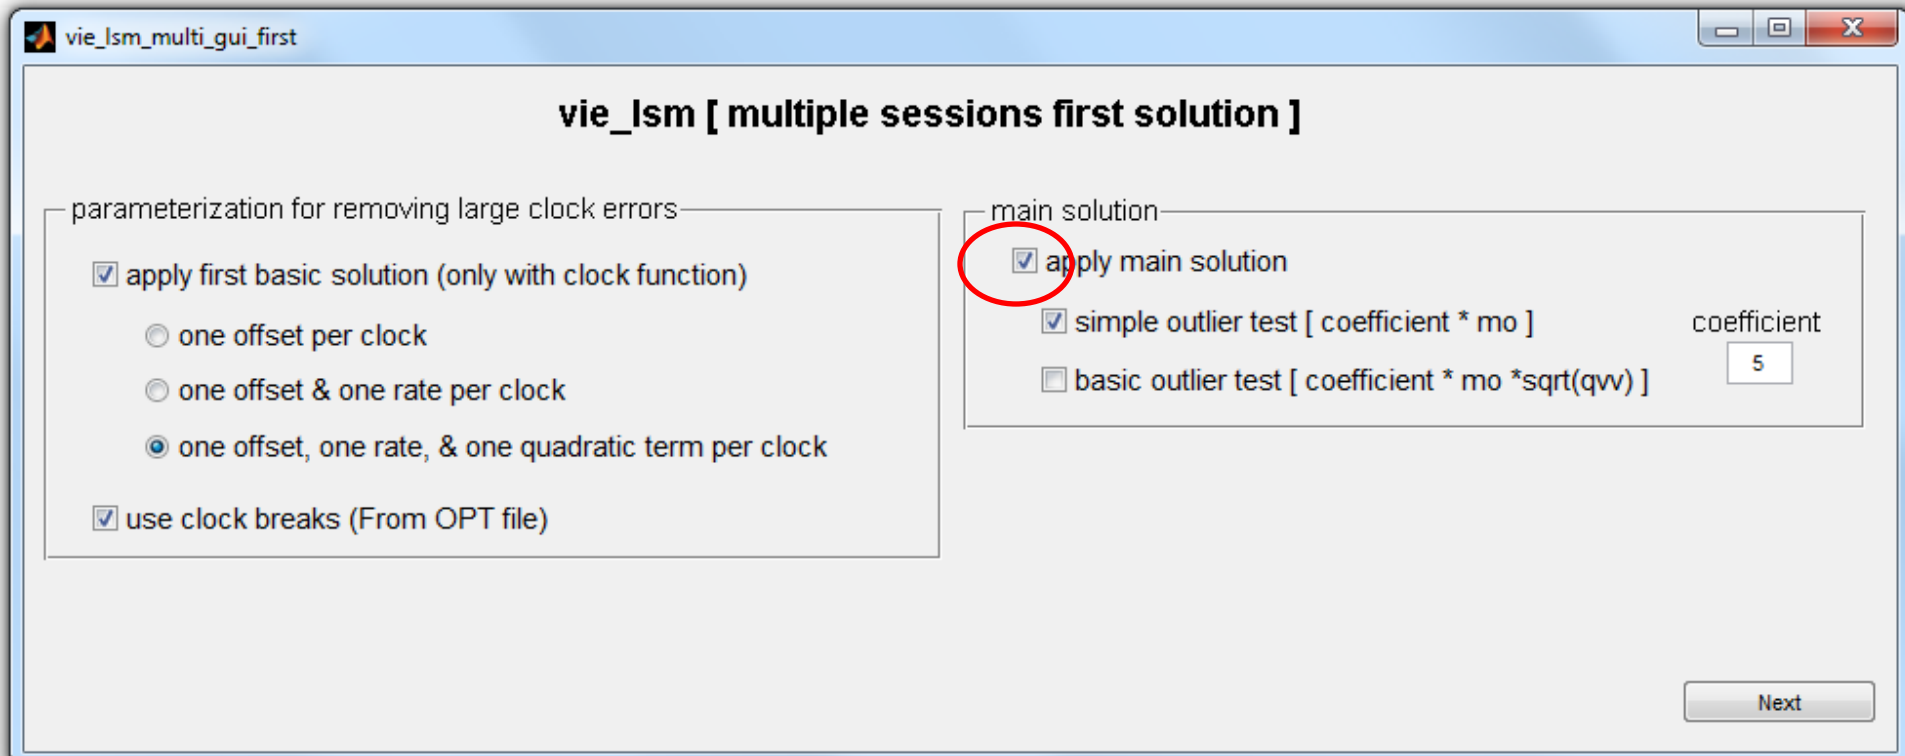 vie_lsm_multi_gui_first
vie_lsm [ multiple sessions first solution ]
parameterization for removing large clock errors
apply first basic solution (only with clock function)
one offset per clock
one offset & one rate per clock
one offset, one rate, & one quadratic term per clock
use clock breaks (From OPT file)
main solution
apply main solution
simple outlier test [ coefficient * mo ]
basic outlier test [ coefficient * mo *sqrt(qvv) ]
coefficient
5
Next